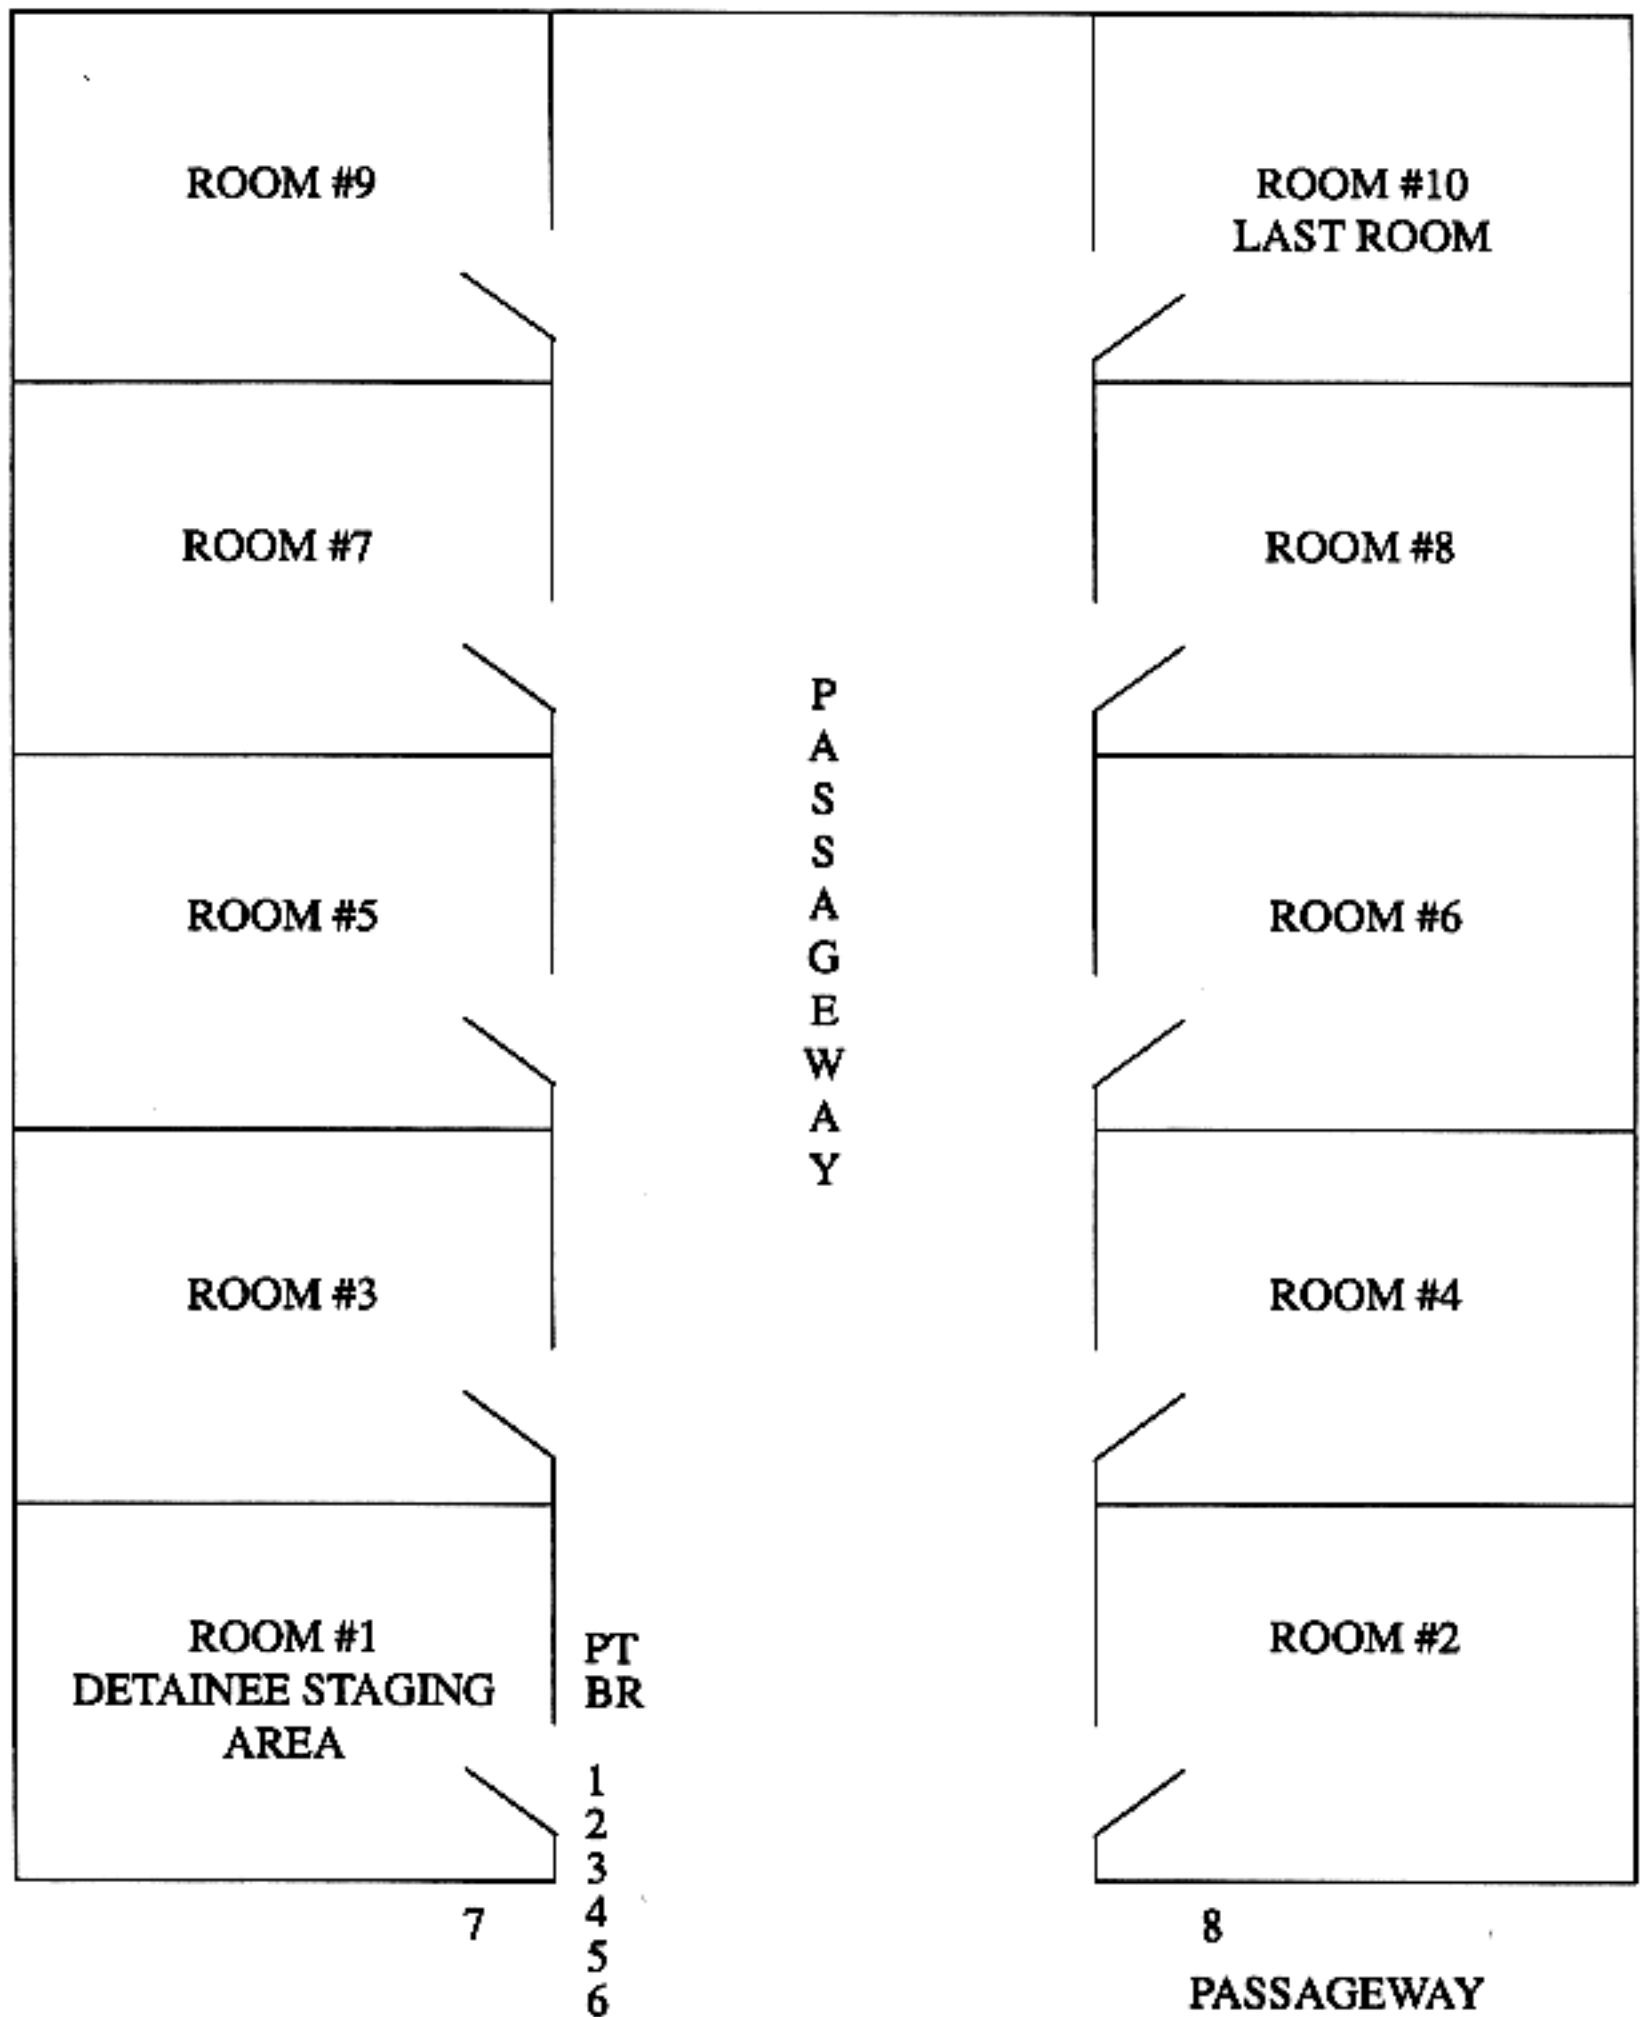 ROOM #9
ROOM #10
LAST ROOM
ROOM #7
ROOM #8
P
A
S
S
A
G
E
W
A
Y
ROOM #5
ROOM #6
ROOM #3
ROOM #4
ROOM #1
DETAINEE STAGING
AREA
PT
BR
ROOM #2
1
2
3
4
5
6
7
8
PASSAGEWAY